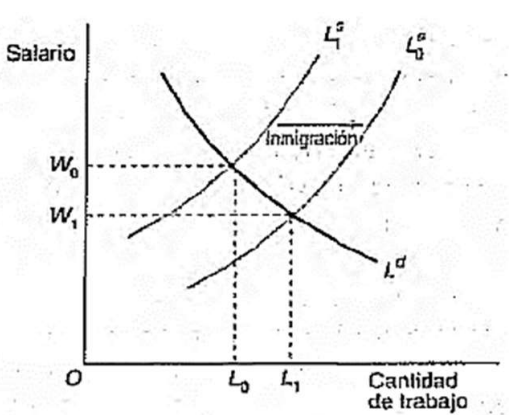 Salario
L₁ˢ
L₀ˢ
Inmigración
W₀
W₁
Lᵈ
O
L₀
L₁
Cantidad
de trabajo